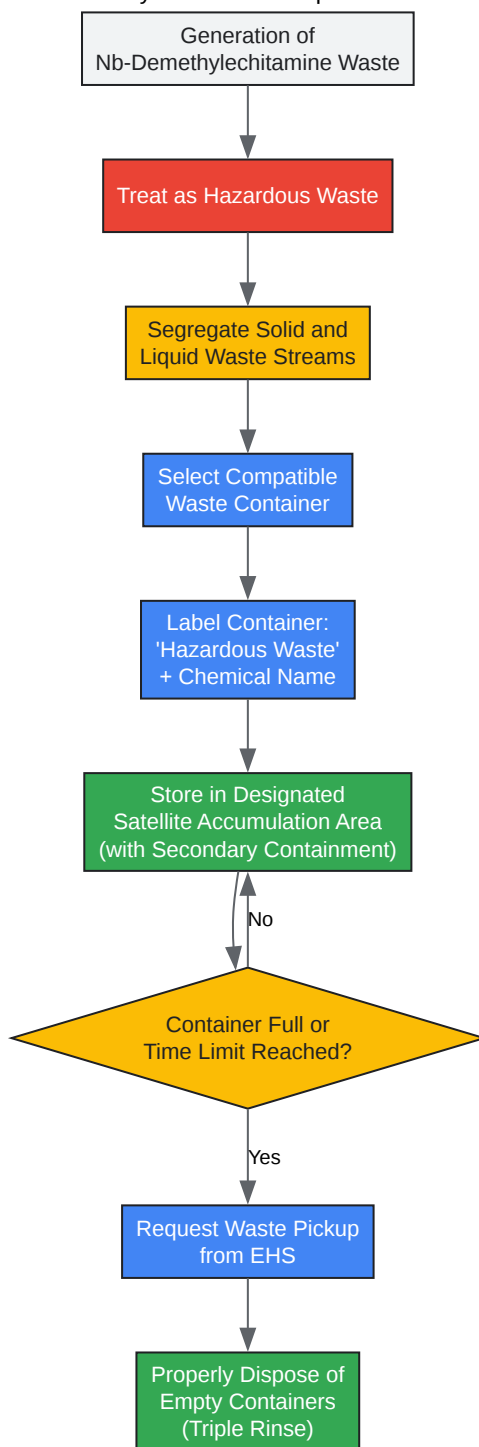 Generation of
Nb-Demethylechitamine Waste
Treat as Hazardous Waste
Segregate Solid and
Liquid Waste Streams
Select Compatible
Waste Container
Label Container:
'Hazardous Waste'
+ Chemical Name
Store in Designated
Satellite Accumulation Area
(with Secondary Containment)
No
Container Full or
Time Limit Reached?
Yes
Request Waste Pickup
from EHS
Properly Dispose of
Empty Containers
(Triple Rinse)